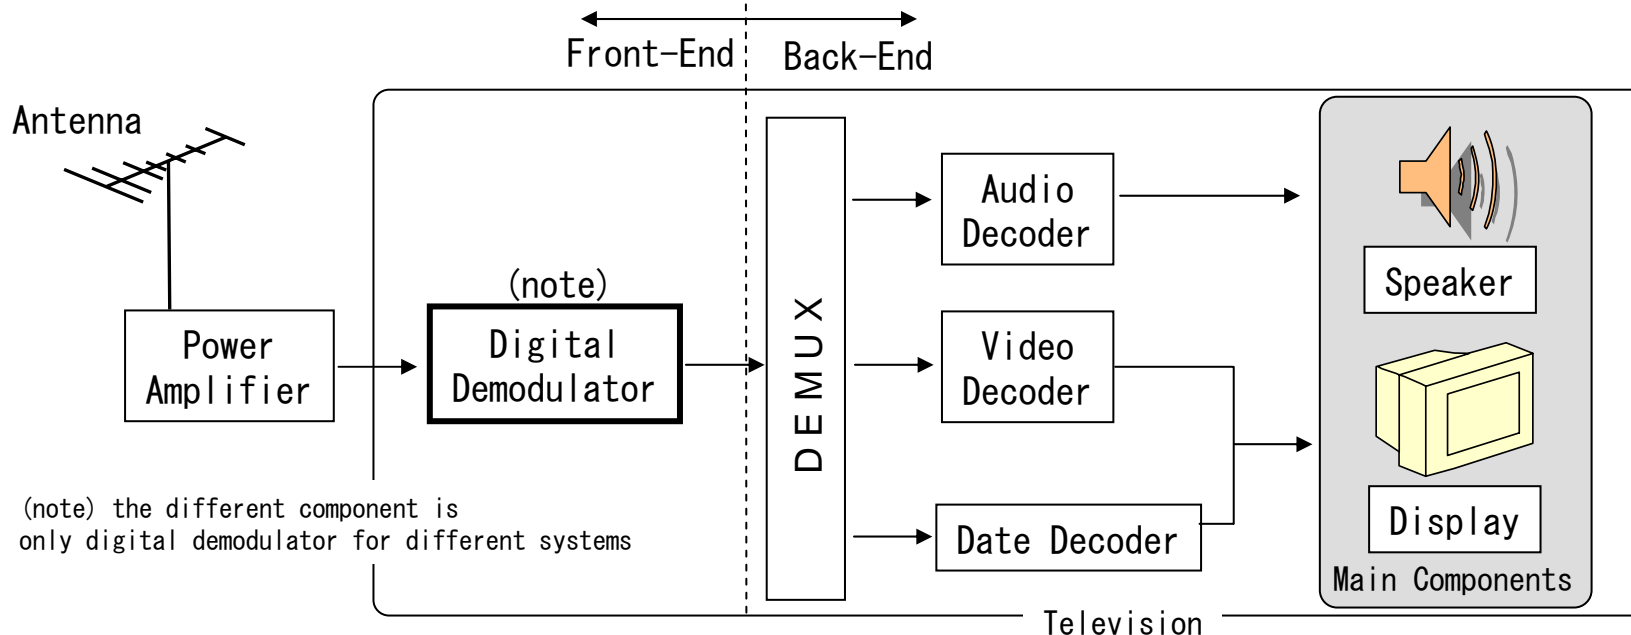 Front-End
Back-End
Antenna
Audio
Decoder
Speaker
(note)
Power
Amplifier
Digital
Demodulator
DEMUX
Video
Decoder
Date Decoder
Display
Main Components
(note) the different component is
only digital demodulator for different systems
Television